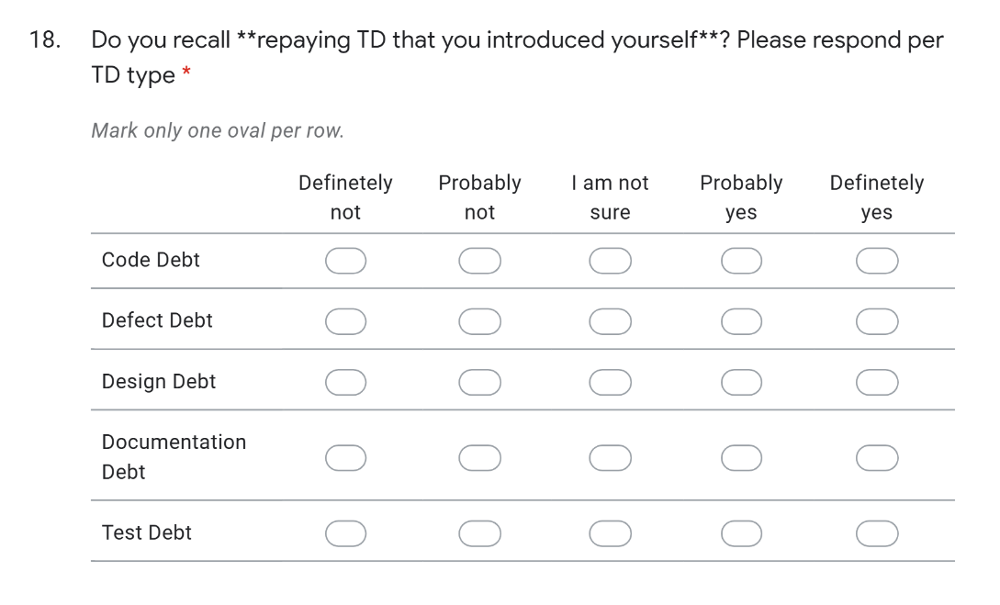 18. Do you recall **repaying TD that you introduced yourself**? Please respond per
TD type *
Mark only one oval per row.
Definetely not Probably not I am not sure Probably yes Definetely yes
Code Debt
Defect Debt
Design Debt
Documentation
Debt
Test Debt